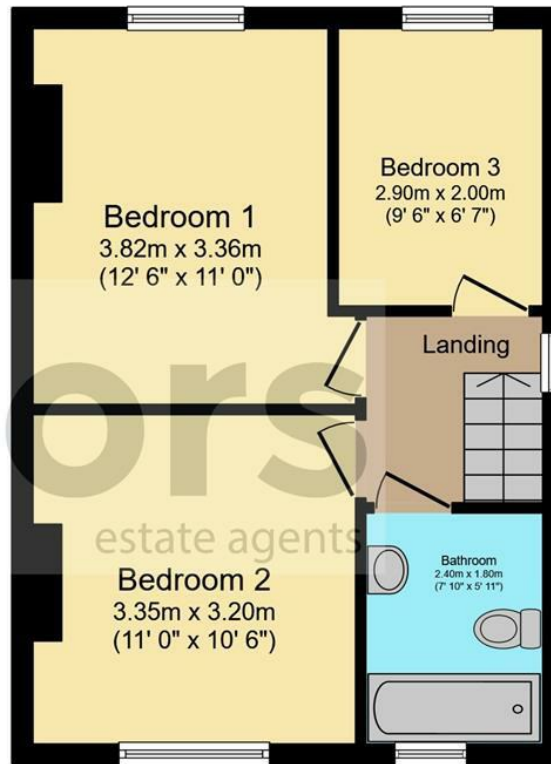 Bedroom 1
3.82m x 3.36m
(12' 6" x 11' 0")
Bedroom 3
2.90m x 2.00m
(9' 6" x 6' 7")
Landing
ors
estate agents
Bedroom 2
3.35m x 3.20m
(11' 0" x 10' 6")
Bathroom
2.40m x 1.80m
(7' 10" x 5' 11")